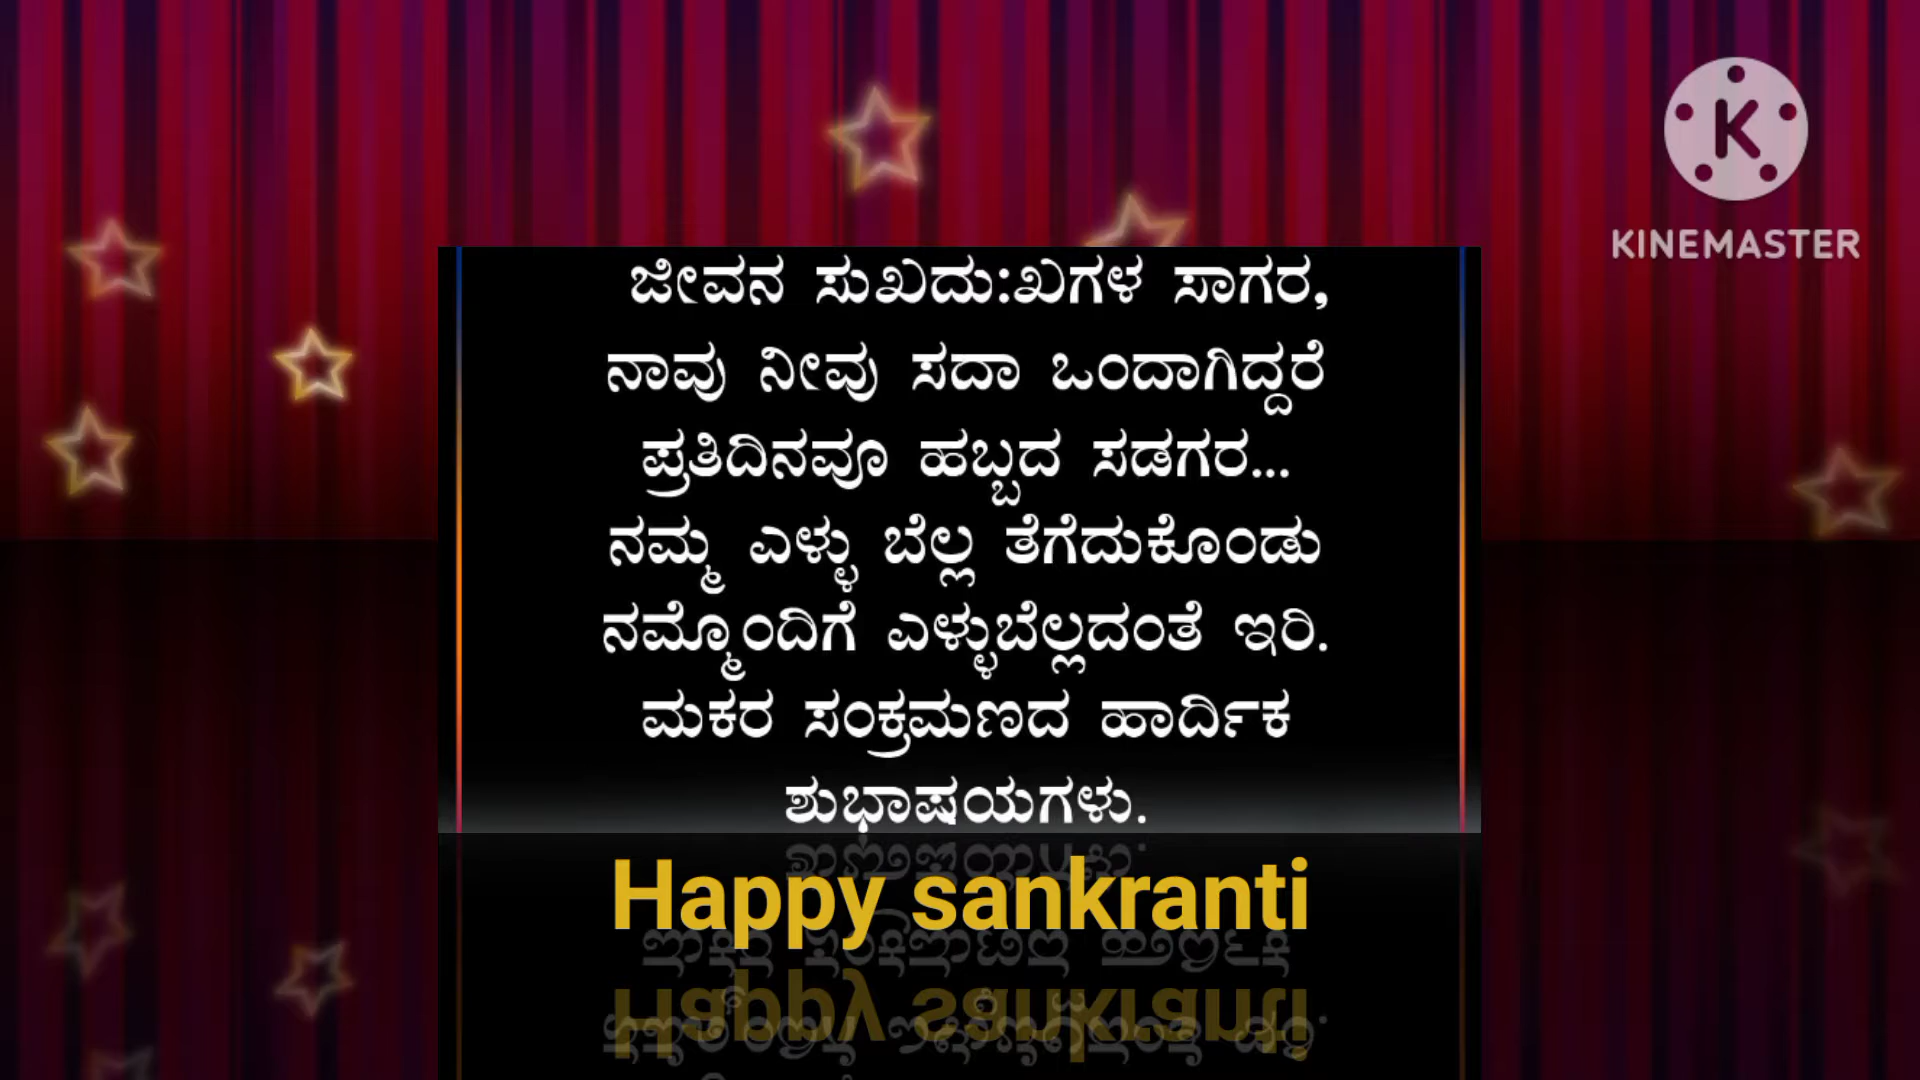 KINEMASTER
ಜೀವನ ಸುಖದು:ಖಗಳ ಸಾಗರ,
ನಾವು ನೀವು ಸದಾ ಒಂದಾಗಿದ್ದರೆ
ಪ್ರತಿದಿನವೂ ಹಬ್ಬದ ಸಡಗರ...
ನಮ್ಮ ಎಳ್ಳು ಬೆಲ್ಲ ತೆಗೆದುಕೊಂಡು
ನಮ್ಮೊಂದಿಗೆ ಎಳ್ಳುಬೆಲ್ಲದಂತೆ ಇರಿ.
ಮಕರ ಸಂಕ್ರಮಣದ ಹಾರ್ದಿಕ
ಶುಭಾಷಯಗಳು.
Happy sankranti